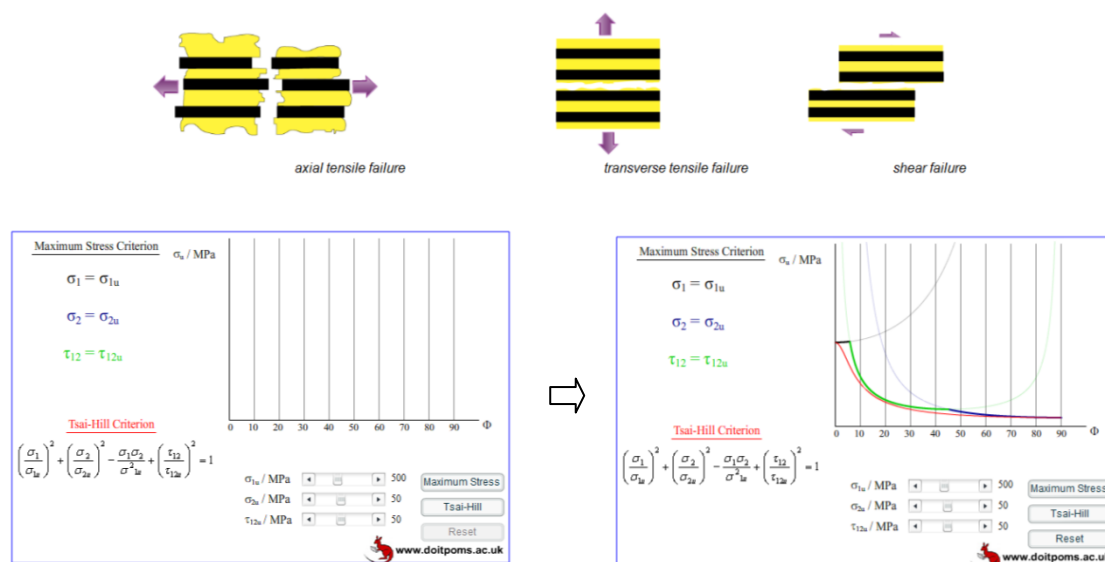 axial tensile failure
transverse tensile failure
shear failure
Maximum Stress Criterion
σᵤ / MPa
σ₁ = σ₁ᵤ
σ₂ = σ₂ᵤ
τ₁₂ = τ₁₂ᵤ
0 10 20 30 40 50 60 70 80 90 Φ
Tsai-Hill Criterion
(σ₁/σ₁ᵤ)² + (σ₂/σ₂ᵤ)² − σ₁σ₂/σ²₁ᵤ + (τ₁₂/τ₁₂ᵤ)² = 1
σ₁ᵤ / MPa 500 Maximum Stress
σ₂ᵤ / MPa 50 Tsai-Hill
τ₁₂ᵤ / MPa 50 Reset
www.doitpoms.ac.uk
Maximum Stress Criterion
σᵤ / MPa
σ₁ = σ₁ᵤ
σ₂ = σ₂ᵤ
τ₁₂ = τ₁₂ᵤ
0 10 20 30 40 50 60 70 80 90 Φ
Tsai-Hill Criterion
(σ₁/σ₁ᵤ)² + (σ₂/σ₂ᵤ)² − σ₁σ₂/σ²₁ᵤ + (τ₁₂/τ₁₂ᵤ)² = 1
σ₁ᵤ / MPa 500 Maximum Stress
σ₂ᵤ / MPa 50 Tsai-Hill
τ₁₂ᵤ / MPa 50 Reset
www.doitpoms.ac.uk